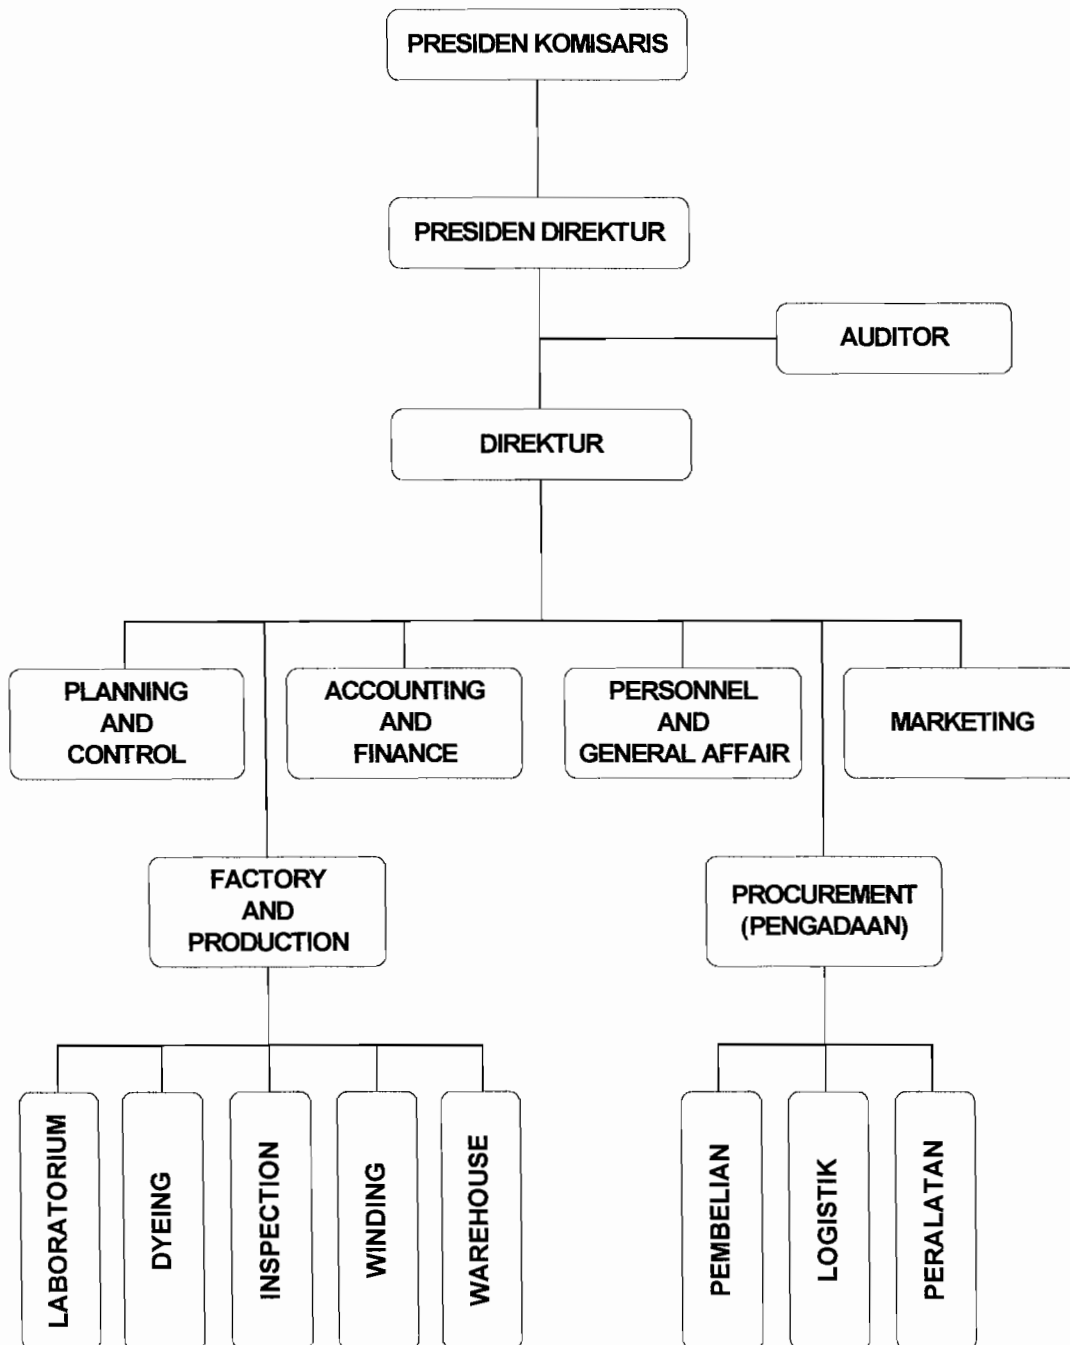 PRESIDEN KOMISARIS
PRESIDEN DIREKTUR
AUDITOR
DIREKTUR
PLANNING
AND
CONTROL
ACCOUNTING
AND
FINANCE
PERSONNEL
AND
GENERAL AFFAIR
MARKETING
FACTORY
AND
PRODUCTION
PROCUREMENT
(PENGADAAN)
LABORATORIUM
DYEING
INSPECTION
WINDING
WAREHOUSE
PEMBELIAN
LOGISTIK
PERALATAN